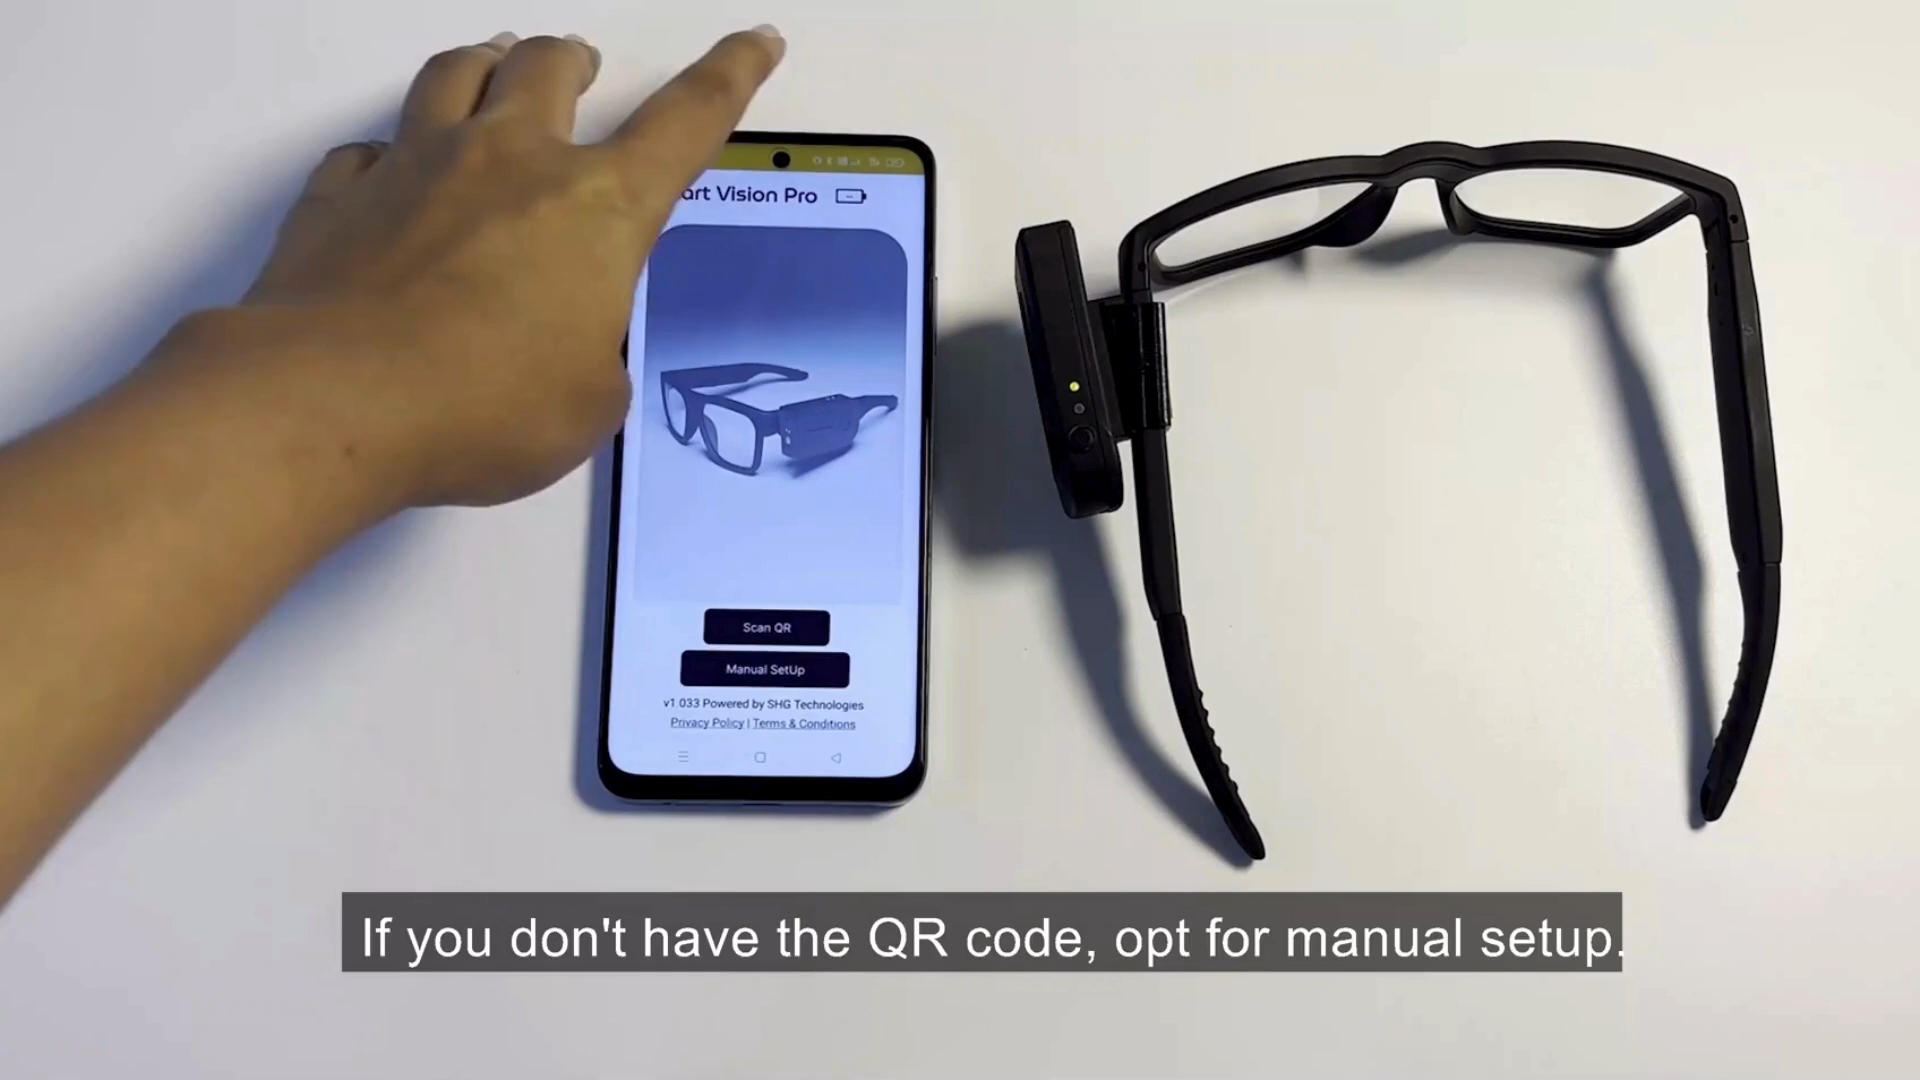 art Vision Pro
Scan QR
Manual SetUp
v1.033 Powered by SHG Technologies
Privacy Policy | Terms & Conditions
If you don't have the QR code, opt for manual setup.